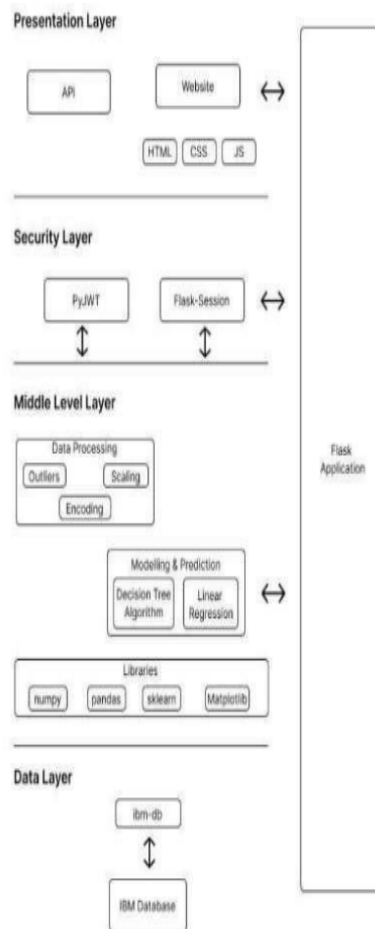 Presentation Layer
API
Website
HTML
CSS
JS
Security Layer
PyJWT
Flask-Session
Middle Level Layer
Data Processing
Outliers
Scaling
Encoding
Modelling & Prediction
Decision Tree
Algorithm
Linear
Regression
Libraries
numpy
pandas
sklearn
Matplotlib
Data Layer
ibm-db
IBM Database
Flask
Application